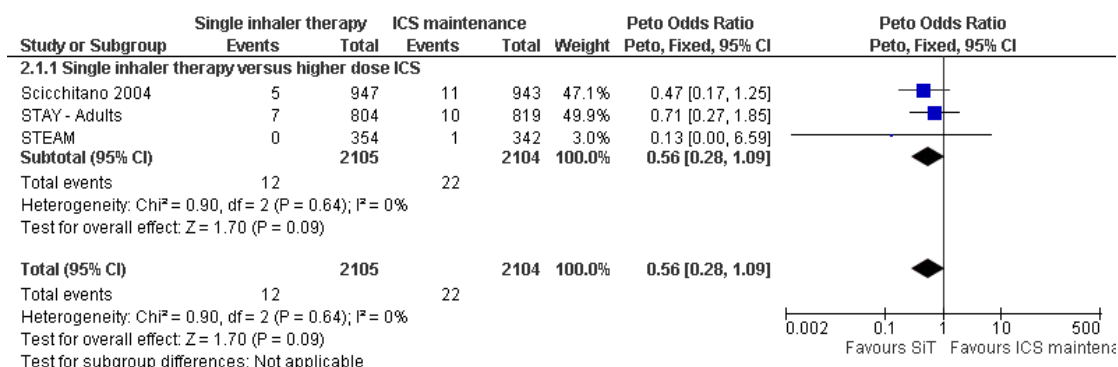 Single inhaler therapy ICS maintenance Peto Odds Ratio Peto Odds Ratio
Study or Subgroup Events Total Events Total Weight Peto, Fixed, 95% CI Peto, Fixed, 95% CI
2.1.1 Single inhaler therapy versus higher dose ICS
Scicchitano 2004 5 947 11 943 47.1% 0.47 [0.17, 1.25]
STAY - Adults 7 804 10 819 49.9% 0.71 [0.27, 1.85]
STEAM 0 354 1 342 3.0% 0.13 [0.00, 6.59]
Subtotal (95% CI) 2105 2104 100.0% 0.56 [0.28, 1.09]
Total events 12 22
Heterogeneity: Chi² = 0.90, df = 2 (P = 0.64); I² = 0%
Test for overall effect: Z = 1.70 (P = 0.09)
Total (95% CI) 2105 2104 100.0% 0.56 [0.28, 1.09]
Total events 12 22
Heterogeneity: Chi² = 0.90, df = 2 (P = 0.64); I² = 0%
Test for overall effect: Z = 1.70 (P = 0.09)
Test for subgroup differences: Not applicable
0.002 0.1 1 10 500
Favours SiT Favours ICS maintena